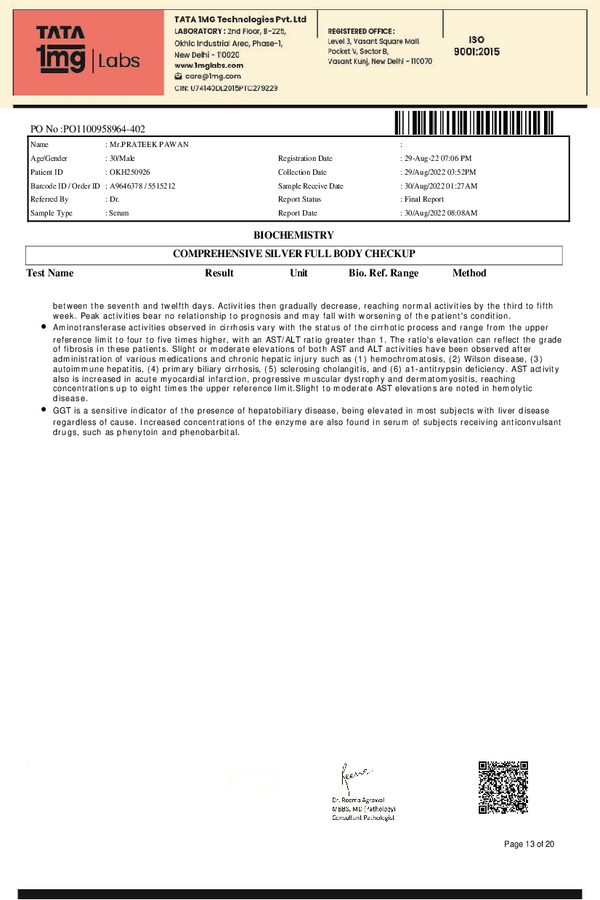 TATA
1mg Labs
TATA 1MG Technologies Pvt. Ltd
LABORATORY : 2nd Floor, B-225,
Okhla Industrial Area, Phase-1,
New Delhi - 110020
www.1mglabs.com
care@1mg.com
CIN: U74140DL2015PTC279229
REGISTERED OFFICE :
Level 3, Vasant Square Mall,
Pocket V, Sector B,
Vasant Kunj, New Delhi - 110070
ISO
9001:2015
PO No :PO1100958964-402
Name : Mr.PRATEEK PAWAN :
Age/Gender : 30/Male Registration Date : 29-Aug-22 07:06 PM
Patient ID : OKH250926 Collection Date : 29/Aug/2022 03:52PM
Barcode ID / Order ID : A9646378 / 5515212 Sample Receive Date : 30/Aug/2022 01:27AM
Referred By : Dr. Report Status : Final Report
Sample Type : Serum Report Date : 30/Aug/2022 08:08AM
BIOCHEMISTRY
COMPREHENSIVE SILVER FULL BODY CHECKUP
Test Name Result Unit Bio. Ref. Range Method
between the seventh and twelfth days. Activities then gradually decrease, reaching normal activities by the third to fifth
week. Peak activities bear no relationship to prognosis and may fall with worsening of the patient's condition.
● Aminotransferase activities observed in cirrhosis vary with the status of the cirrhotic process and range from the upper
reference limit to four to five times higher, with an AST/ALT ratio greater than 1. The ratio's elevation can reflect the grade
of fibrosis in these patients. Slight or moderate elevations of both AST and ALT activities have been observed after
administration of various medications and chronic hepatic injury such as (1) hemochromatosis, (2) Wilson disease, (3)
autoimmune hepatitis, (4) primary biliary cirrhosis, (5) sclerosing cholangitis, and (6) a1-antitrypsin deficiency. AST activity
also is increased in acute myocardial infarction, progressive muscular dystrophy and dermatomyositis, reaching
concentrations up to eight times the upper reference limit.Slight to moderate AST elevations are noted in hemolytic
disease.
● GGT is a sensitive indicator of the presence of hepatobiliary disease, being elevated in most subjects with liver disease
regardless of cause. Increased concentrations of the enzyme are also found in serum of subjects receiving anticonvulsant
drugs, such as phenytoin and phenobarbital.
Reema
Dr. Reema Agrawal
MBBS, MD (Pathology)
Consultant Pathologist
Page 13 of 20